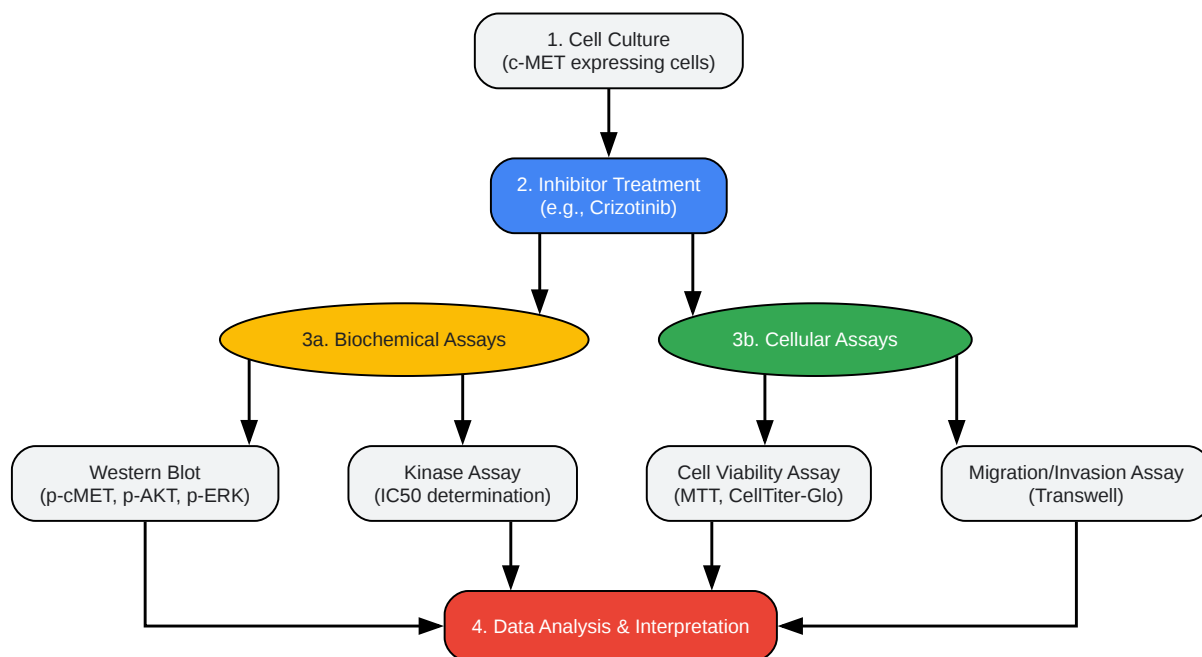 1. Cell Culture
(c-MET expressing cells)
2. Inhibitor Treatment
(e.g., Crizotinib)
3a. Biochemical Assays
3b. Cellular Assays
Western Blot
(p-cMET, p-AKT, p-ERK)
Kinase Assay
(IC50 determination)
Cell Viability Assay
(MTT, CellTiter-Glo)
Migration/Invasion Assay
(Transwell)
4. Data Analysis & Interpretation